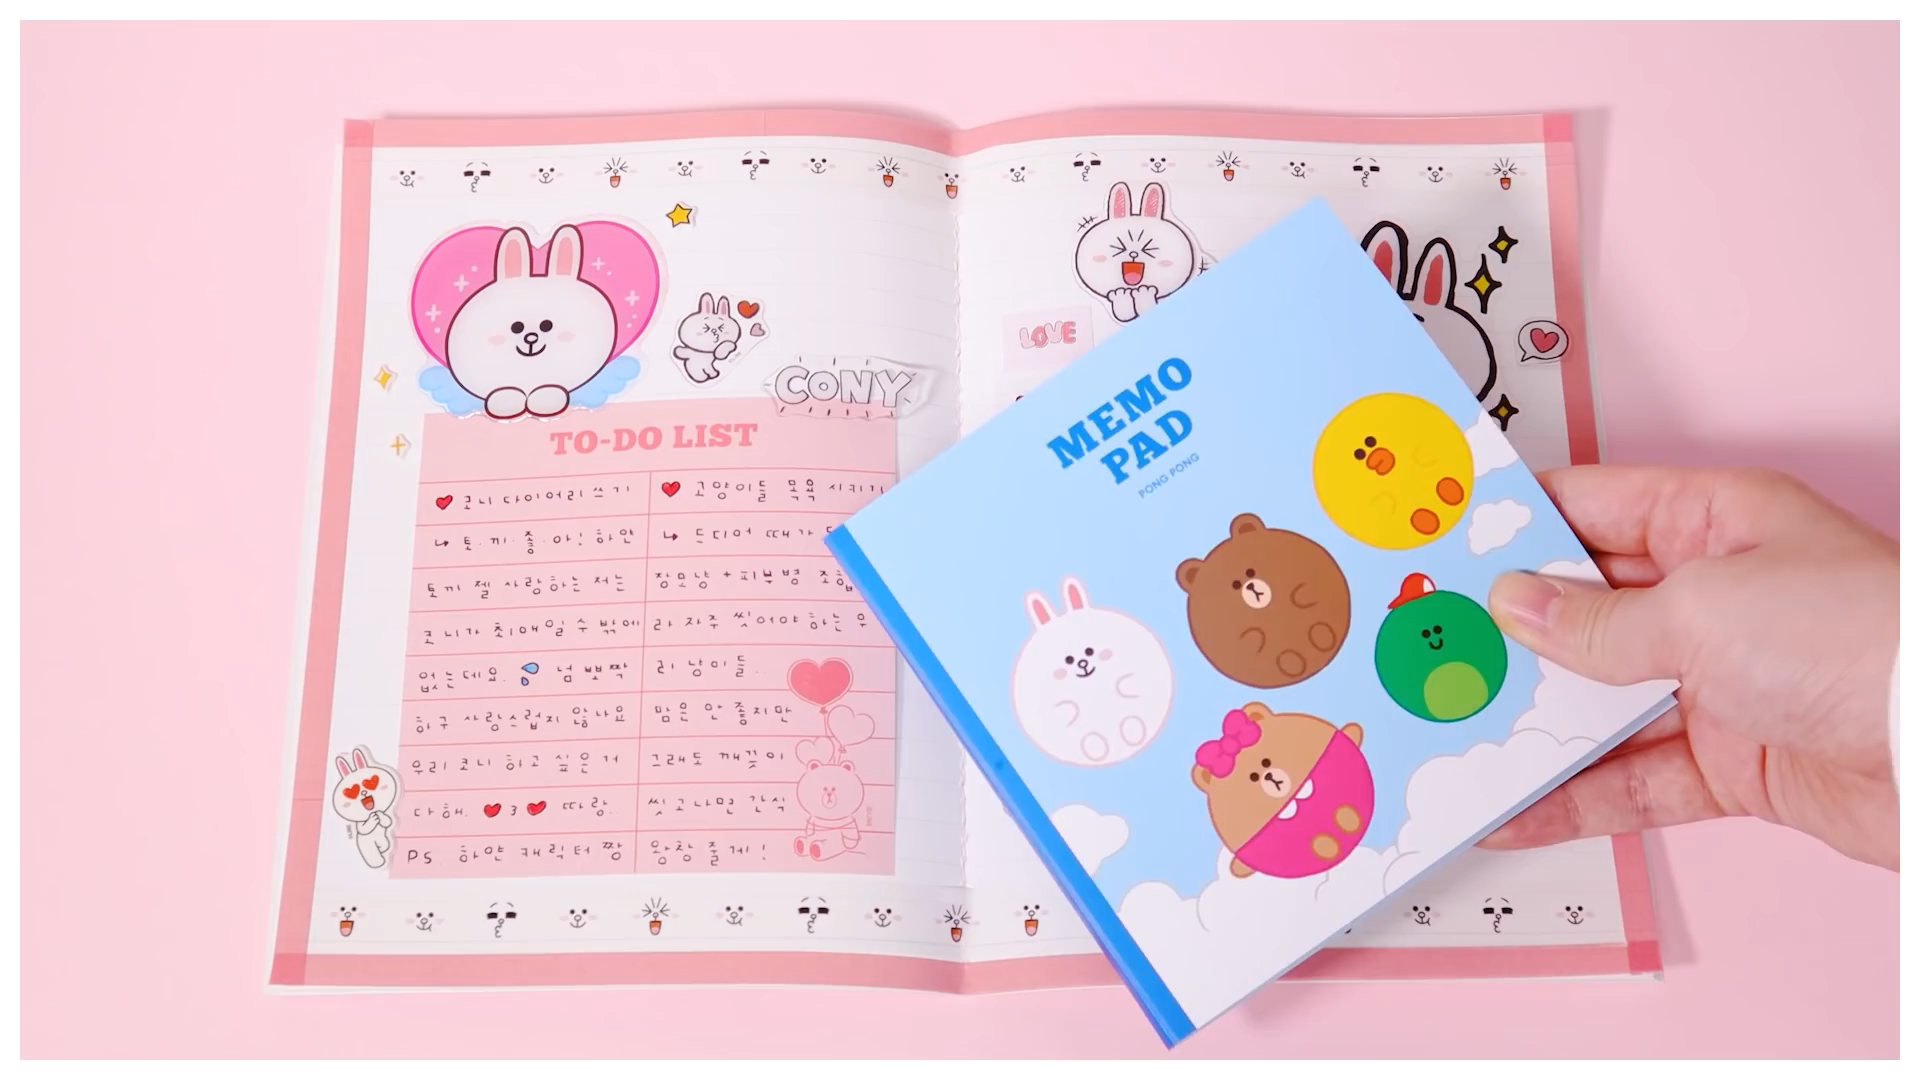 CONY
TO-DO LIST
코니 다이어리 쓰기
↳ 토.끼.좋.아! 하얀
토끼 젤 사랑하는 저는
코니가 최애일 수 밖에
없는데요. 넘 뽀짝
하구 사랑스럽지 않나요
우리 코니 하고 싶은 거
다해. ❤ 3 ❤ 따랑.
PS. 하얀 캐릭터 짱
고양이들 목욕 시키기
↳ 드디어 때가
장모냥 + 피부병 조합
라 자주 씻어야 하는 우
리 냥이들.
맘은 안 좋지만
그래도 깨끗이
씻고나면 간식
왕창 줄게!
LOVE
MEMO
PAD
PONG PONG